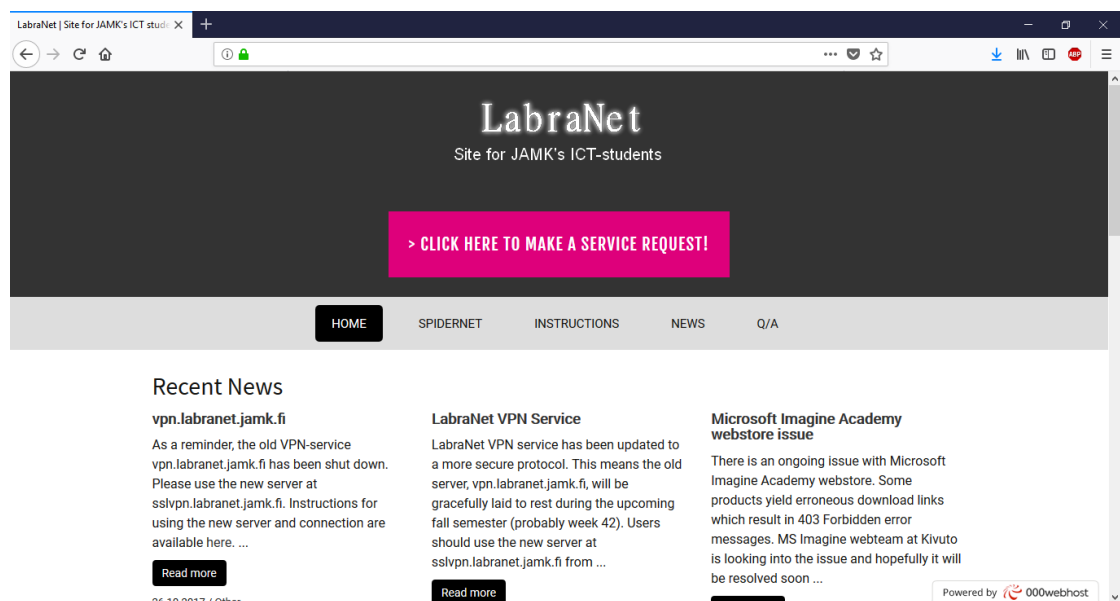 LabraNet | Site for JAMK's ICT stude
LabraNet
Site for JAMK's ICT-students
> CLICK HERE TO MAKE A SERVICE REQUEST!
HOME SPIDERNET INSTRUCTIONS NEWS Q/A
Recent News
vpn.labranet.jamk.fi
As a reminder, the old VPN-service
vpn.labranet.jamk.fi has been shut down.
Please use the new server at
sslvpn.labranet.jamk.fi. Instructions for
using the new server and connection are
available here. ...
Read more
26.10.2017 / Other
LabraNet VPN Service
LabraNet VPN service has been updated to
a more secure protocol. This means the old
server, vpn.labranet.jamk.fi, will be
gracefully laid to rest during the upcoming
fall semester (probably week 42). Users
should use the new server at
sslvpn.labranet.jamk.fi from ...
Read more
Microsoft Imagine Academy
webstore issue
There is an ongoing issue with Microsoft
Imagine Academy webstore. Some
products yield erroneous download links
which result in 403 Forbidden error
messages. MS Imagine webteam at Kivuto
is looking into the issue and hopefully it will
be resolved soon ...
Powered by 000webhost
ABP